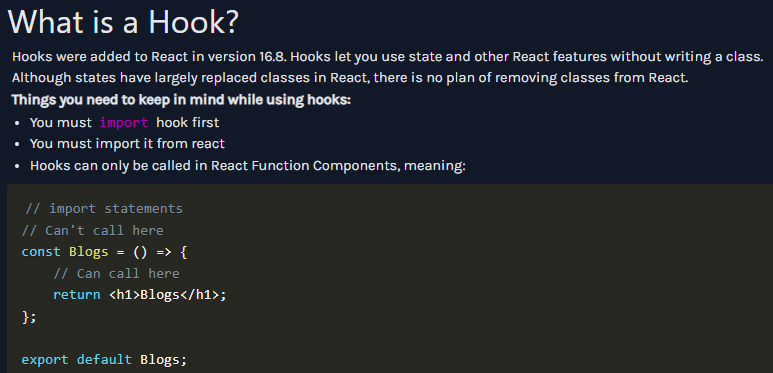 What is a Hook?
Hooks were added to React in version 16.8. Hooks let you use state and other React features without writing a class.
Although states have largely replaced classes in React, there is no plan of removing classes from React.
Things you need to keep in mind while using hooks:
• You must import hook first
• You must import it from react
• Hooks can only be called in React Function Components, meaning:
// import statements
// Can't call here
const Blogs = () => {
    // Can call here
    return <h1>Blogs</h1>;
};
export default Blogs;